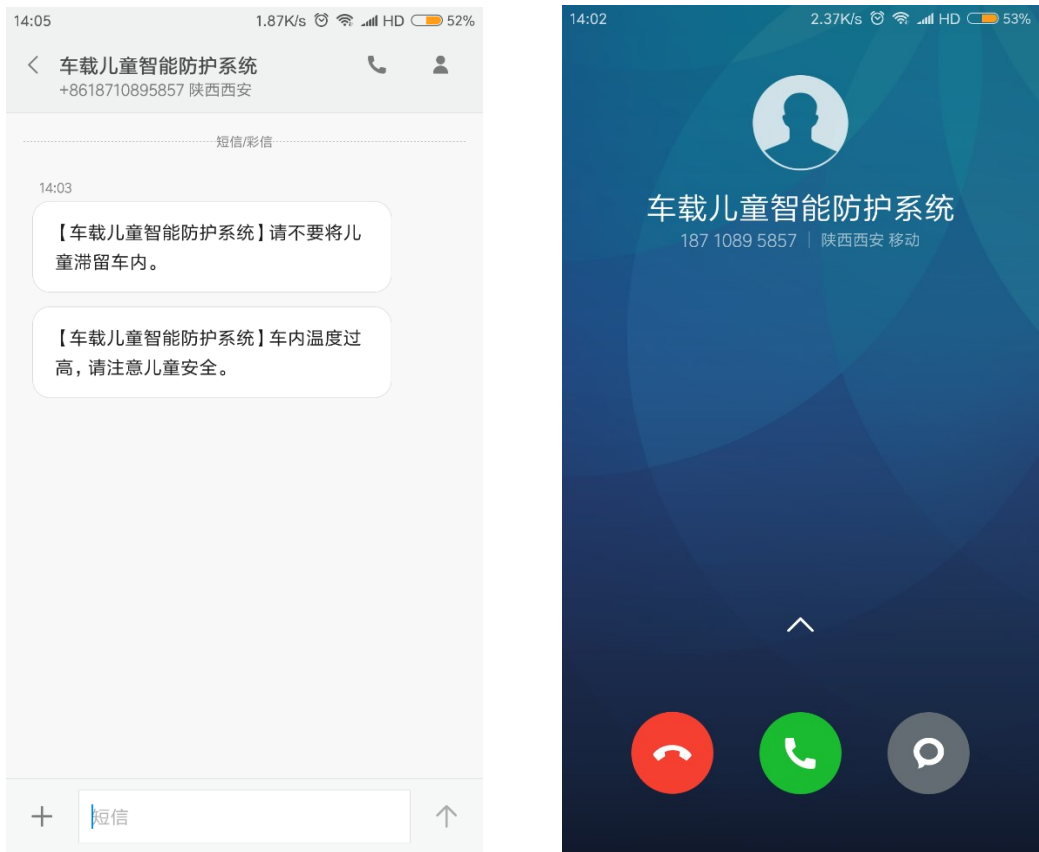 14:05 1.87K/s HD 52%
车载儿童智能防护系统
+8618710895857 陕西西安
短信/彩信
14:03
【车载儿童智能防护系统】请不要将儿
童滞留车内。
【车载儿童智能防护系统】车内温度过
高，请注意儿童安全。
短信
14:02 2.37K/s HD 53%
车载儿童智能防护系统
187 1089 5857 | 陕西西安 移动